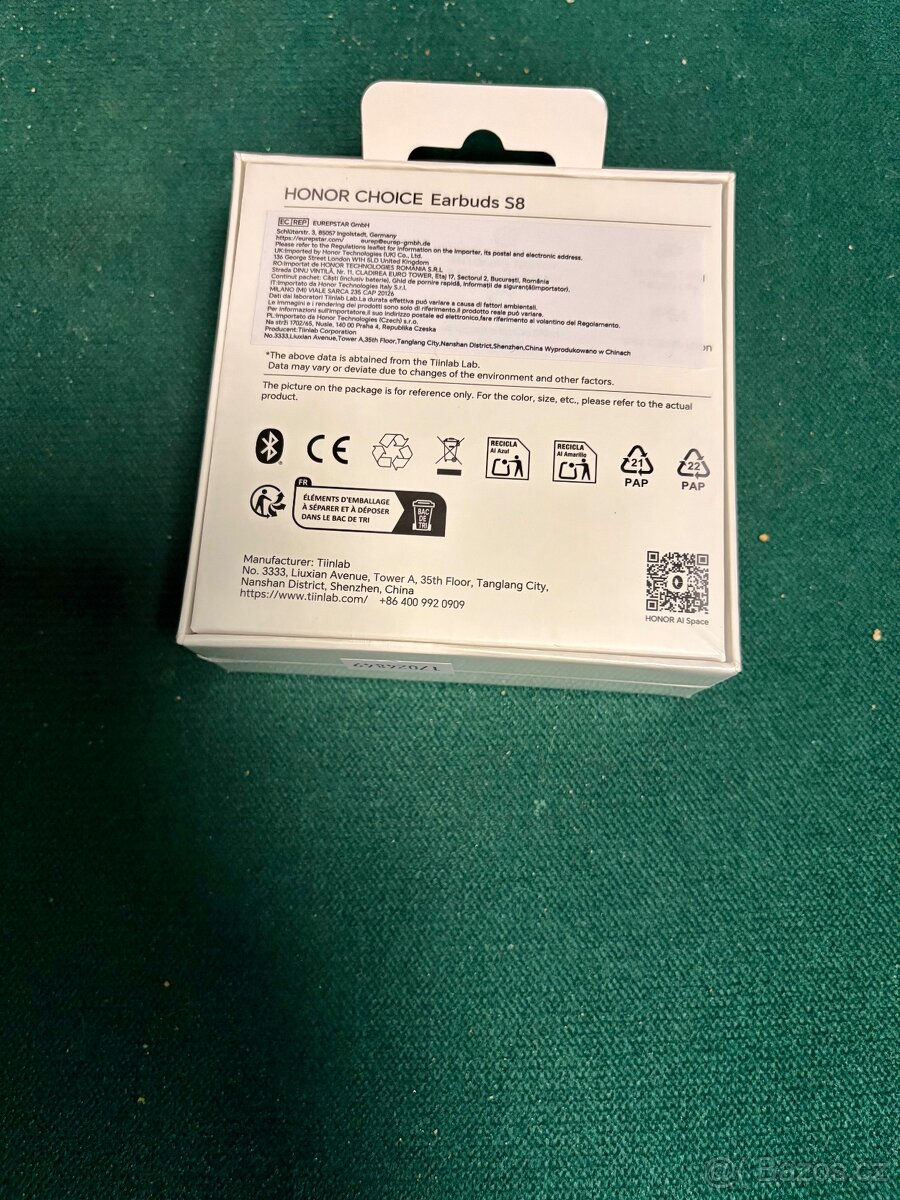 HONOR CHOICE Earbuds S8
EC REP EUREPSTAR GmbH
Schlüterstr. 3, 85057 Ingolstadt, Germany
https://eurepstar.com/ eurep@eurep-gmbh.de
Please refer to the Regulations leaflet for information on the importer, its postal and electronic address.
UK:Imported by Honor Technologies (UK) Co., Ltd.
136 George Street London W1H 5LD United Kingdom
RO:Importat de HONOR TECHNOLOGIES ROMANIA S.R.L
Strada DINU VINTILĂ, Nr. 11, CLADIREA EURO TOWER, Etaj 17, Sectorul 2, București, România
Continut pachet: Căști (inclusiv baterie), Ghid de pornire rapidă, Informații de siguranță(Importator).
IT:Importato da Honor Technologies Italy S.r.l
MILANO (MI) VIALE SARCA 235 CAP 20126
Dati dai laboratori Tiinlab Lab.La durata effettiva può variare a causa di fattori ambientali.
Le immagini e i rendering dei prodotti sono solo di riferimento.Il prodotto reale può variare.
Per informazioni sull'importatore,il suo indirizzo postale ed elettronico,fare riferimento al volantino del Regolamento.
PL:Importato da Honor Technologies (Czech) s.r.o.
Na strži 1702/65, Nusle, 140 00 Praha 4, Republika Czeska
Producent:Tiinlab Corporation
No.3333,Liuxian Avenue,Tower A,35th Floor,Tanglang City,Nanshan District,Shenzhen,China Wyprodukowano w Chinach
on
*The above data is abtained from the Tiinlab Lab.
Data may vary or deviate due to changes of the environment and other factors.
The picture on the package is for reference only. For the color, size, etc., please refer to the actual
product.
CE
RECICLA
Al Azul
RECICLA
Al Amarillo
21
PAP
22
PAP
FR
ÉLÉMENTS D'EMBALLAGE
À SÉPARER ET À DÉPOSER
DANS LE BAC DE TRI
BAC
DE
TRI
Manufacturer: Tiinlab
No. 3333, Liuxian Avenue, Tower A, 35th Floor, Tanglang City,
Nanshan District, Shenzhen, China
https://www.tiinlab.com/ +86 400 992 0909
HONOR AI Space
@ Bazos.cz